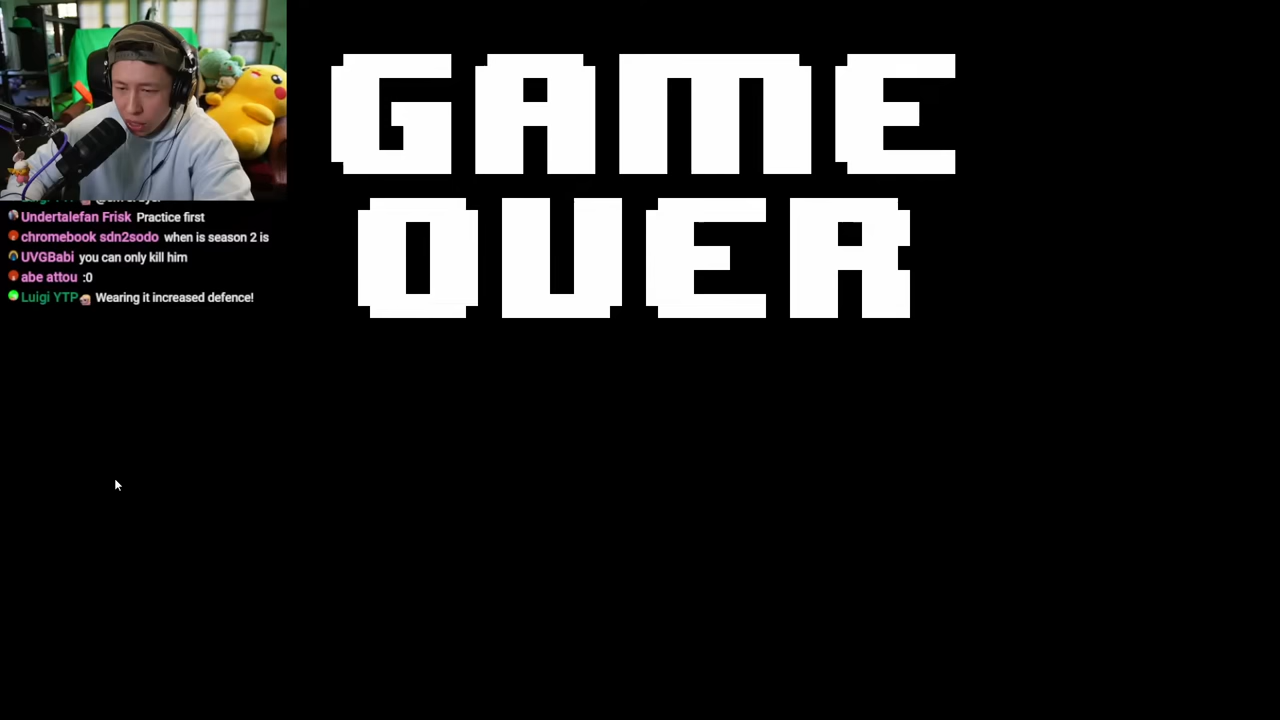 GAME
OVER
Undertalefan Frisk Practice first
chromebook sdn2sodo when is season 2 is
UVGBabi you can only kill him
abe attou :0
Luigi YTP Wearing it increased defence!